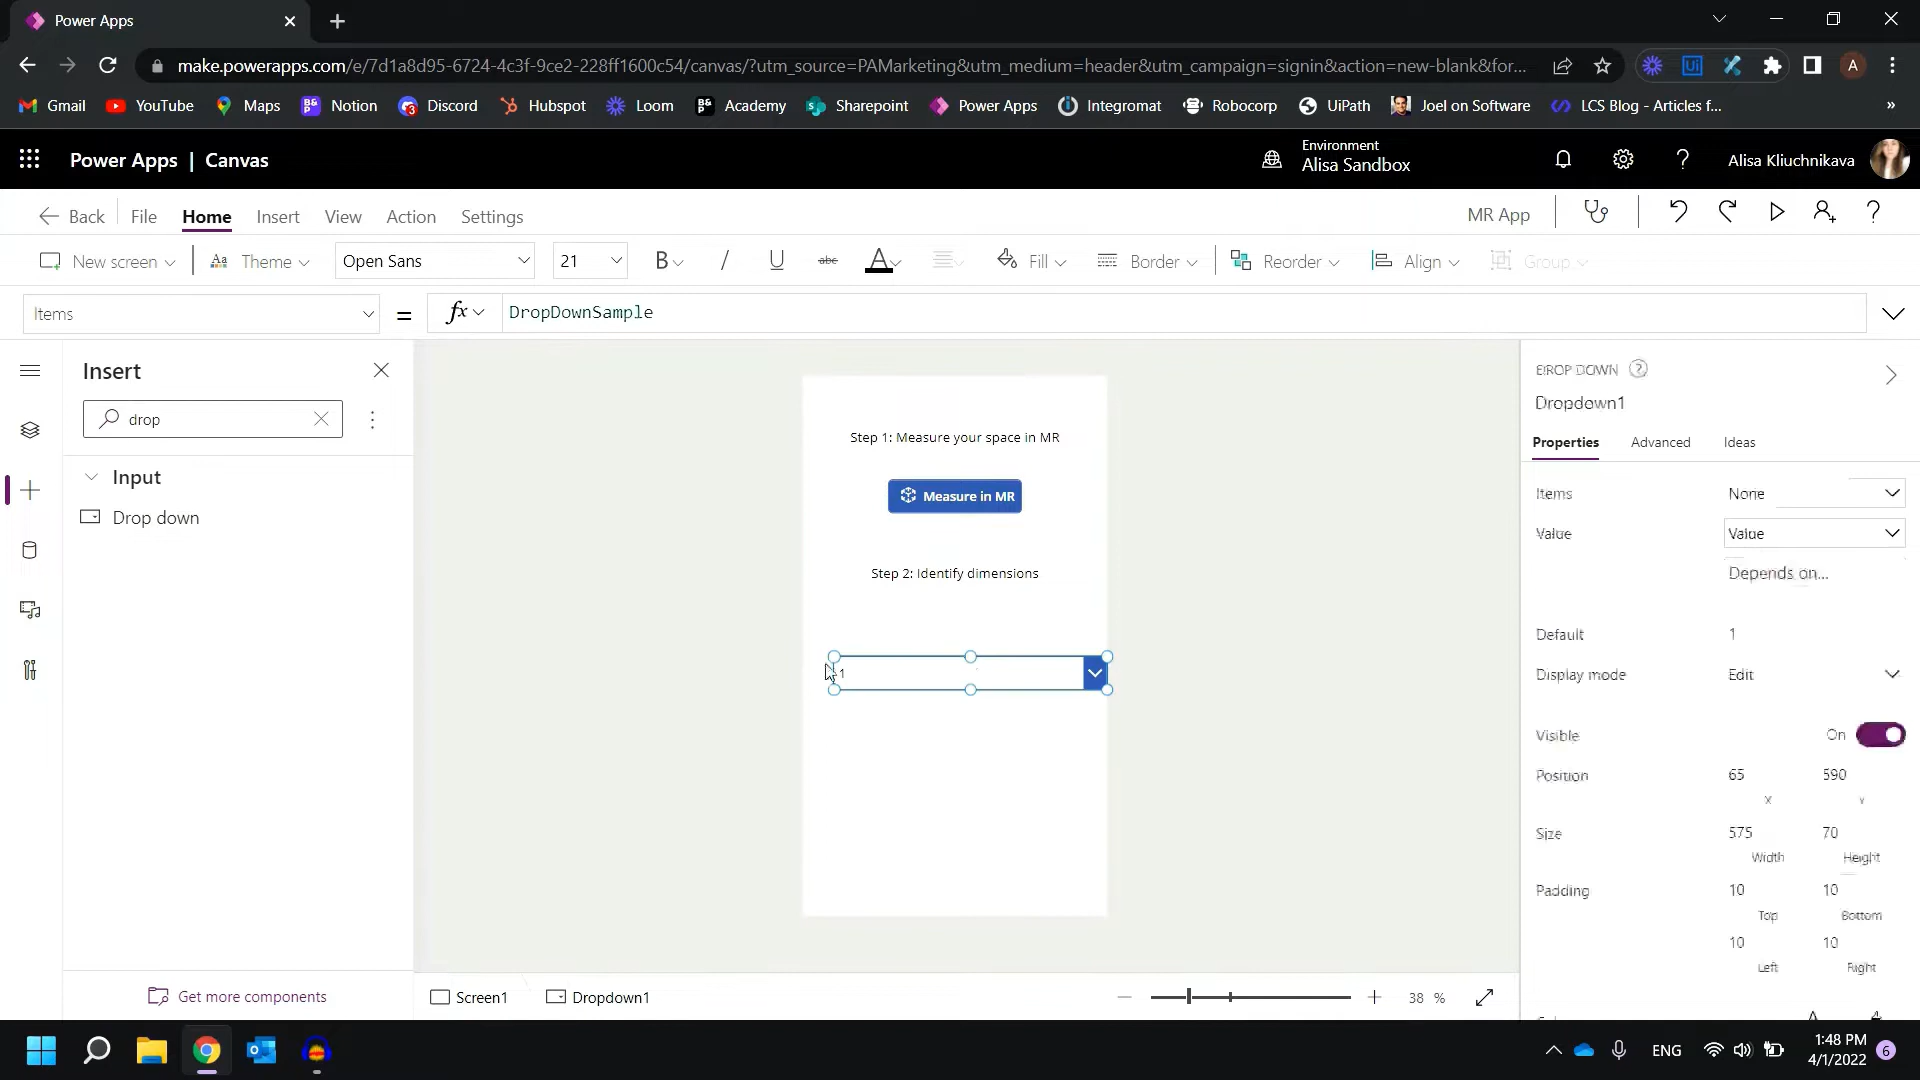 Power Apps
make.powerapps.com/e/7d1a8d95-6724-4c3f-9ce2-228ff1600c54/canvas/?utm_source=PAMarketing&utm_medium=header&utm_campaign=signin&action=new-blank&for...
A
Gmail YouTube Maps Notion Discord Hubspot Loom Academy Sharepoint Power Apps Integromat Robocorp UiPath Joel on Software LCS Blog - Articles f... »
Power Apps | Canvas
Environment
Alisa Sandbox
? Alisa Kliuchnikava
Back File Home Insert View Action Settings MR App ?
New screen Theme Open Sans 21 B / U abc A Fill Border Reorder Align Group
Items = fx DropDownSample
Insert
drop
Input
Drop down
Get more components
Step 1: Measure your space in MR
Measure in MR
Step 2: Identify dimensions
1
Screen1 Dropdown1 38 %
DROP DOWN ?
Dropdown1
Properties Advanced Ideas
Items None
Value Value
Depends on...
Default 1
Display mode Edit
Visible On
Position 65 590
X Y
Size 575 70
Width Height
Padding 10 10
Top Bottom
10 10
Left Right
ENG
1:48 PM
4/1/2022
6